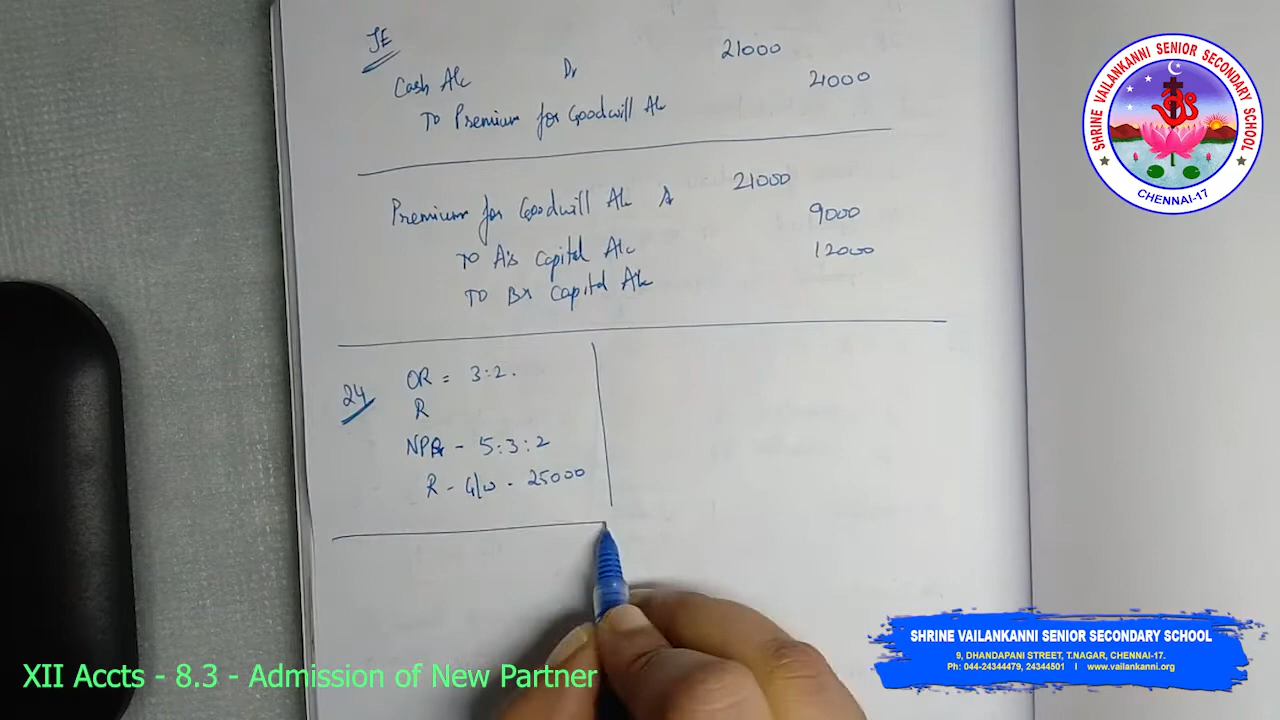 JE
Cash A/c Dr 21000
To Premium for Goodwill A/c 21000
Premium for Goodwill A/c Dr 21000
To A's Capital A/c 9000
To B's Capital A/c 12000
24
OR = 3:2.
R
NPR - 5:3:2
R - G/w - 25000
SHRINE VAILANKANNI SENIOR SECONDARY SCHOOL
CHENNAI-17
SHRINE VAILANKANNI SENIOR SECONDARY SCHOOL
9, DHANDAPANI STREET, T.NAGAR, CHENNAI-17.
Ph: 044-24344479, 24344501 I www.vailankanni.org
XII Accts - 8.3 - Admission of New Partner